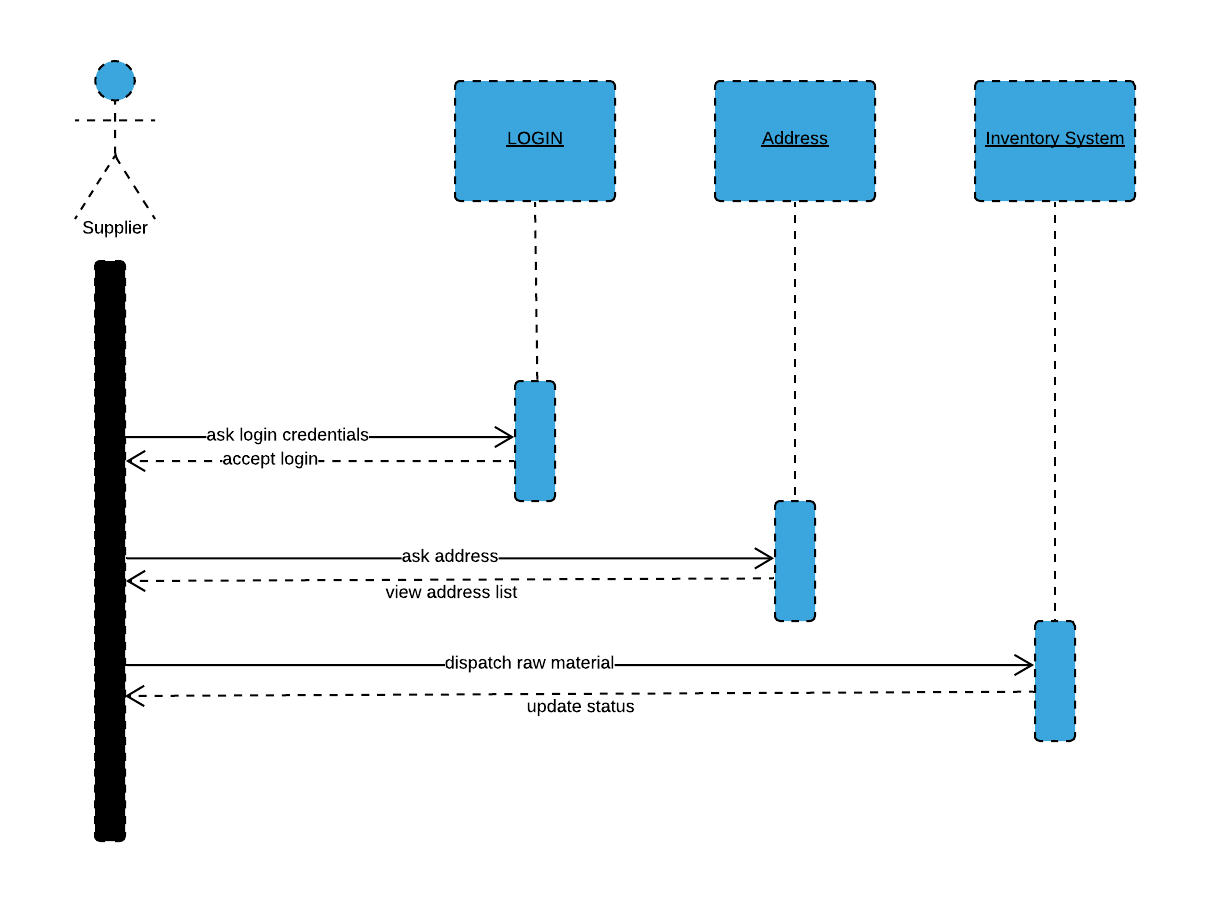 LOGIN
Address
Inventory System
Supplier
ask login credentials
accept login
ask address
view address list
dispatch raw material
update status